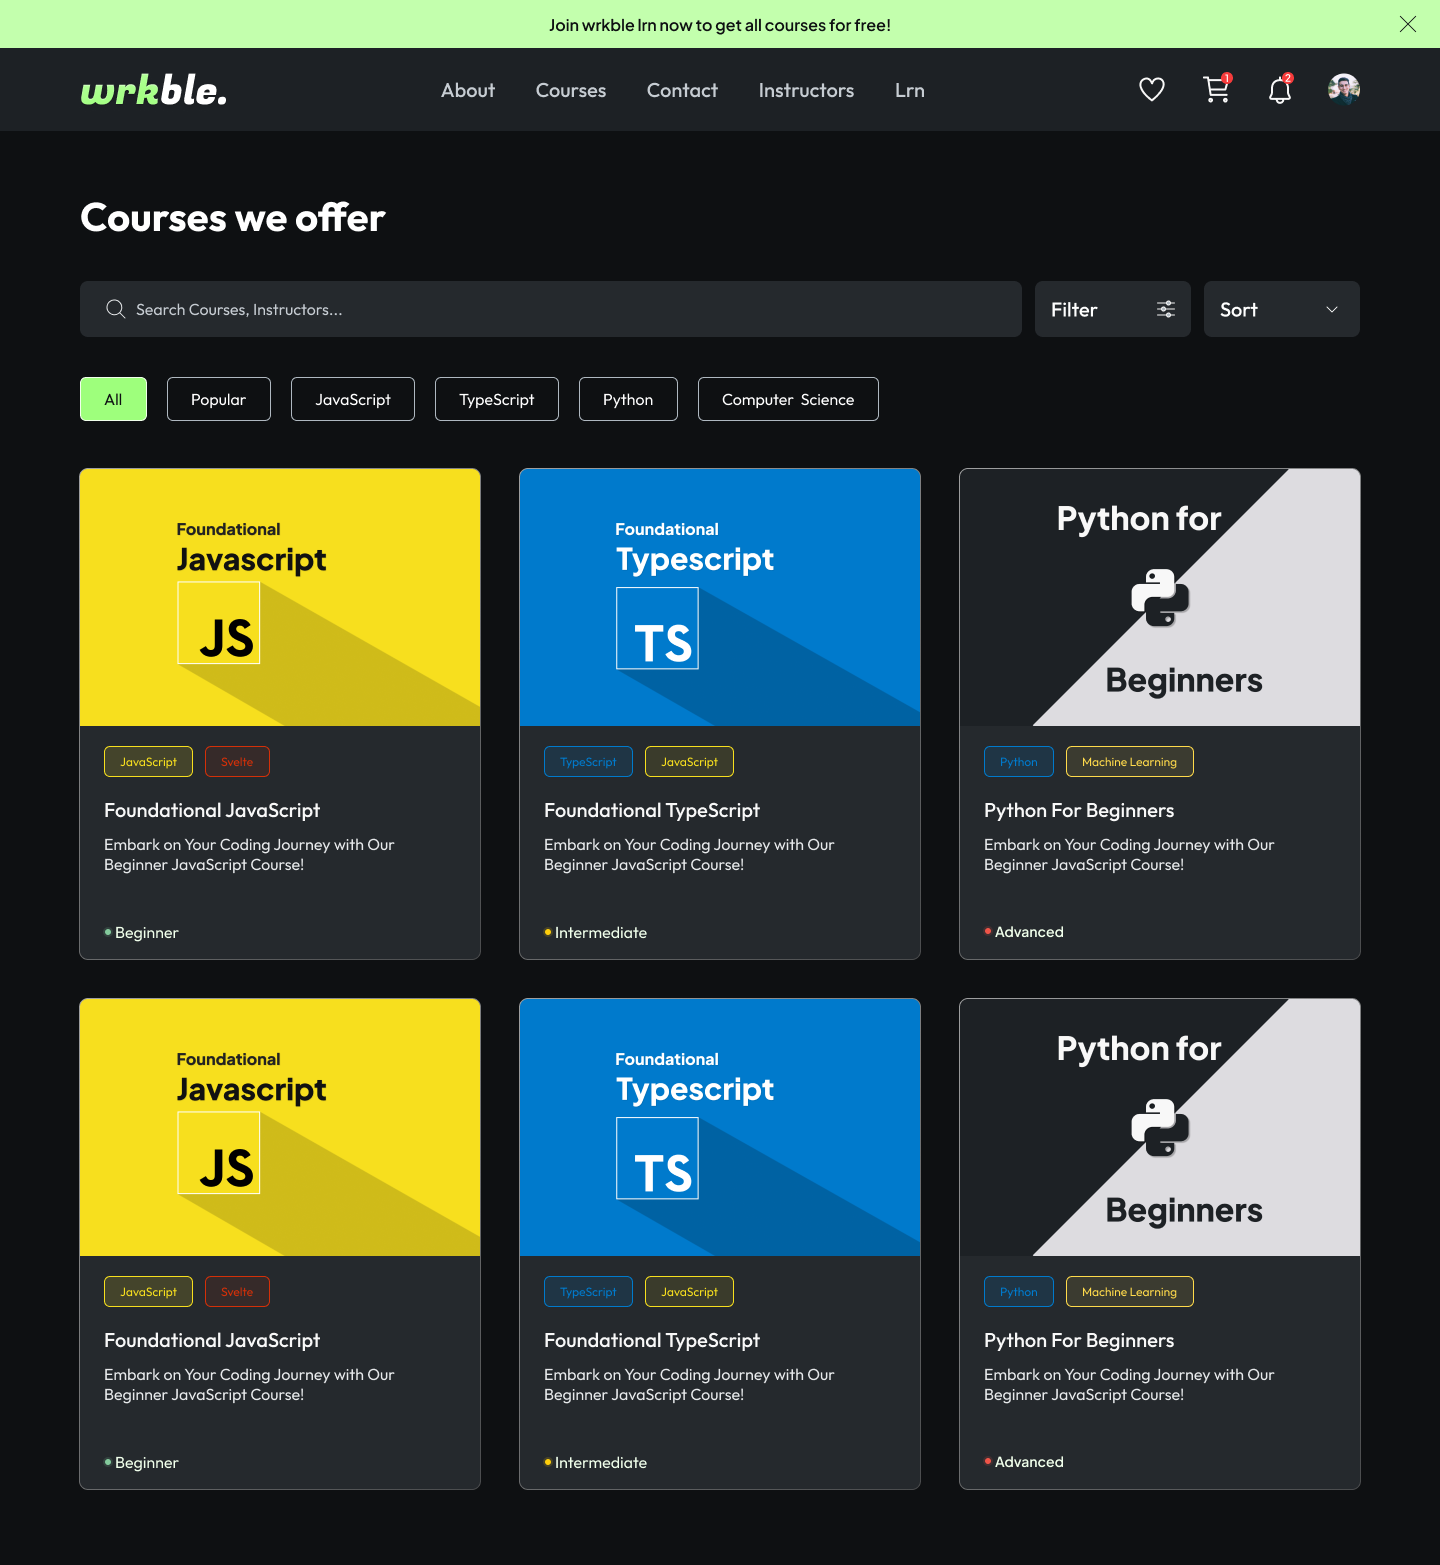 Join wrkble lrn now to get all courses for free!
wrkble.
About Courses Contact Instructors Lrn
1
2
Courses we offer
Search Courses, Instructors...
Filter
Sort
All
Popular
JavaScript
TypeScript
Python
Computer Science
Foundational
Javascript
JS
JavaScript Svelte
Foundational JavaScript
Embark on Your Coding Journey with Our
Beginner JavaScript Course!
Beginner
Foundational
Typescript
TS
TypeScript JavaScript
Foundational TypeScript
Embark on Your Coding Journey with Our
Beginner JavaScript Course!
Intermediate
Python for
Beginners
Python Machine Learning
Python For Beginners
Embark on Your Coding Journey with Our
Beginner JavaScript Course!
Advanced
Foundational
Javascript
JS
JavaScript Svelte
Foundational JavaScript
Embark on Your Coding Journey with Our
Beginner JavaScript Course!
Beginner
Foundational
Typescript
TS
TypeScript JavaScript
Foundational TypeScript
Embark on Your Coding Journey with Our
Beginner JavaScript Course!
Intermediate
Python for
Beginners
Python Machine Learning
Python For Beginners
Embark on Your Coding Journey with Our
Beginner JavaScript Course!
Advanced